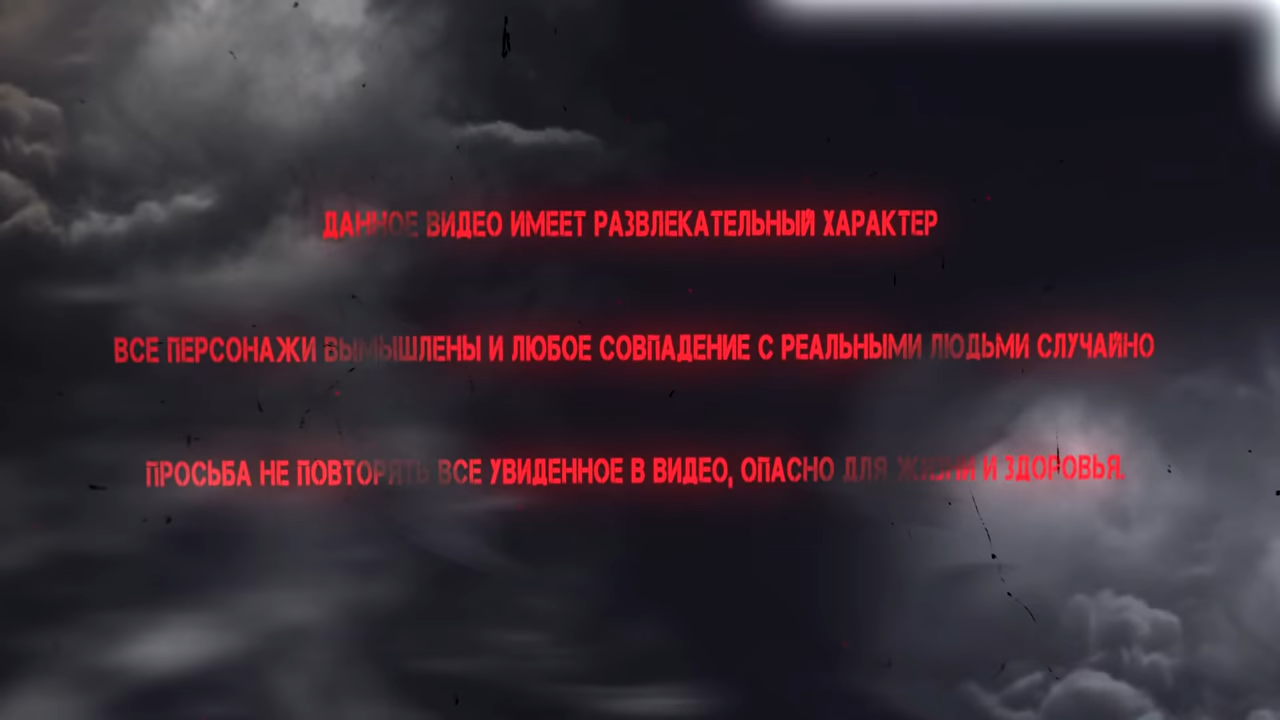 ДАННОЕ ВИДЕО ИМЕЕТ РАЗВЛЕКАТЕЛЬНЫЙ ХАРАКТЕР
ВСЕ ПЕРСОНАЖИ ВЫМЫШЛЕНЫ И ЛЮБОЕ СОВПАДЕНИЕ С РЕАЛЬНЫМИ ЛЮДЬМИ СЛУЧАЙНО
ПРОСЬБА НЕ ПОВТОРЯТЬ ВСЕ УВИДЕННОЕ В ВИДЕО, ОПАСНО ДЛЯ ЖИЗНИ И ЗДОРОВЬЯ.